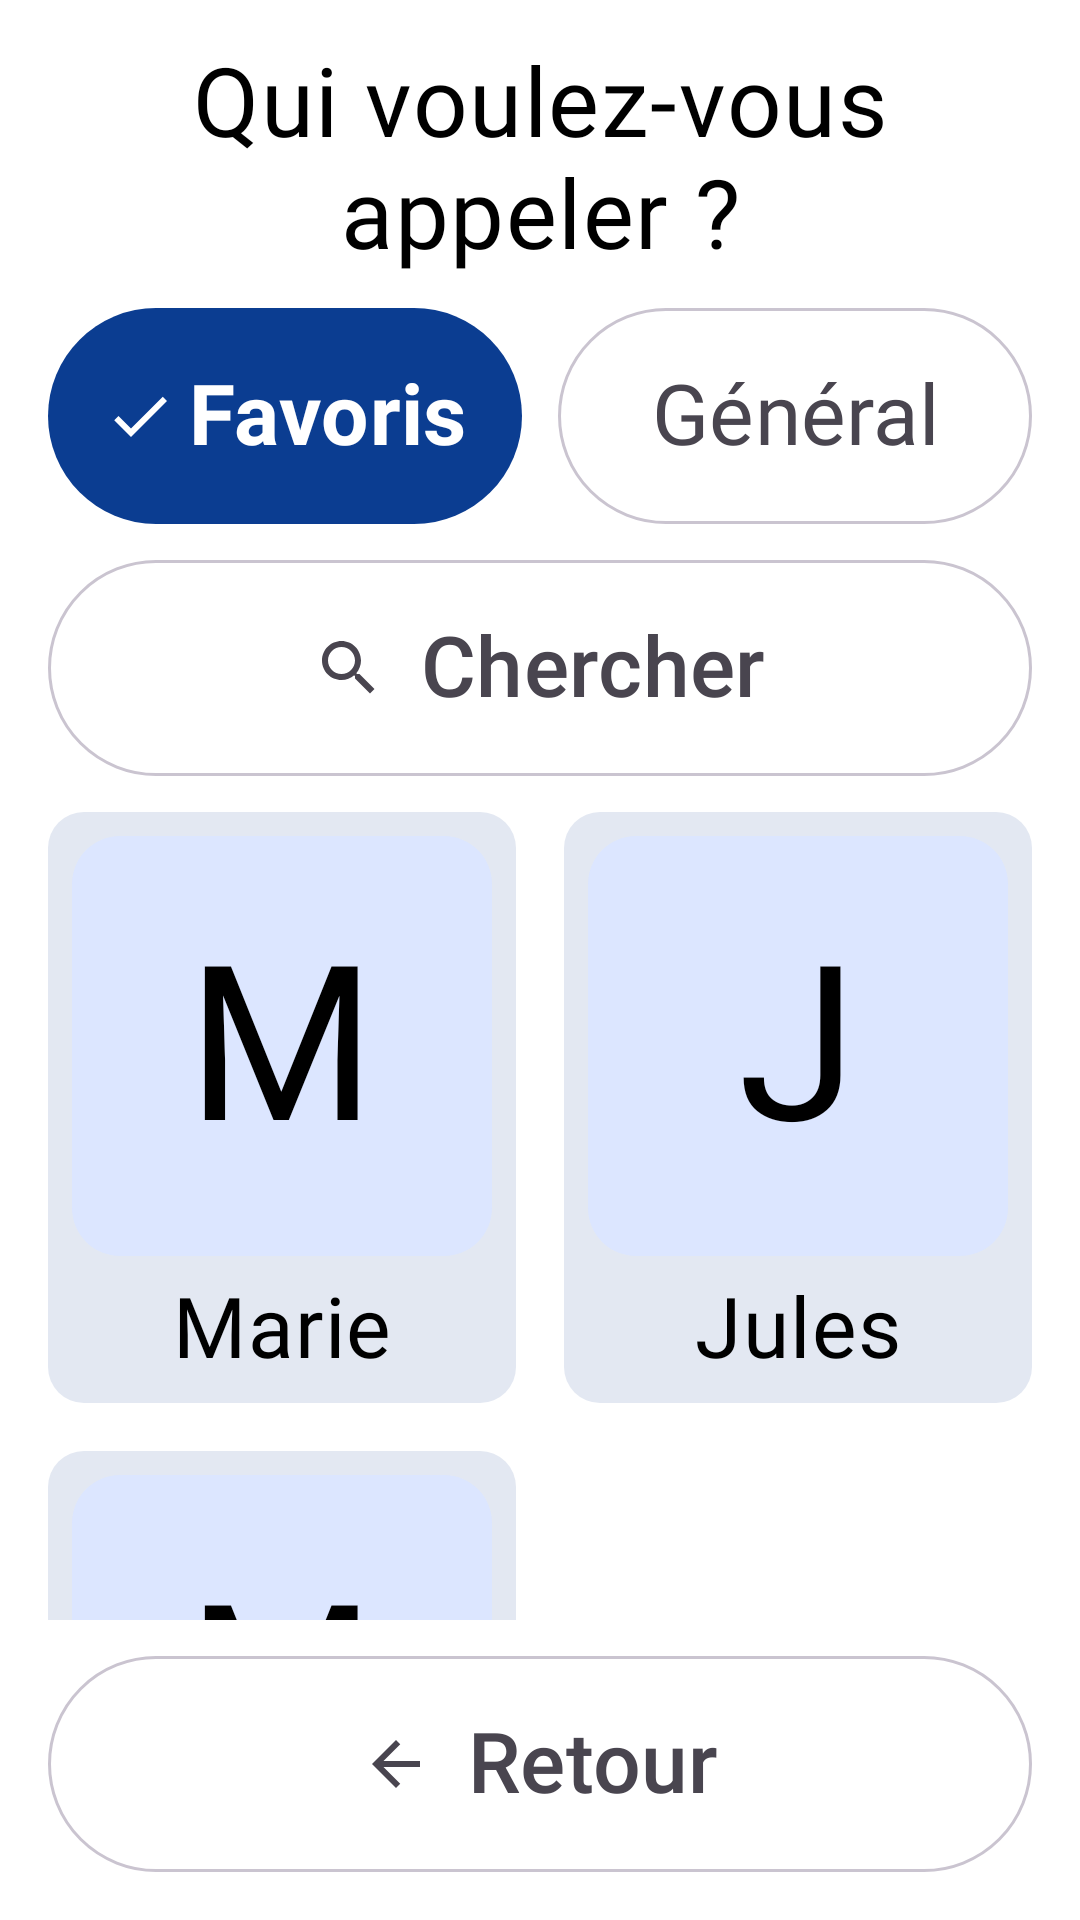 Qui voulez-vous
appeler ?
Favoris
Général
Chercher
M
J
Marie
Jules
Retour